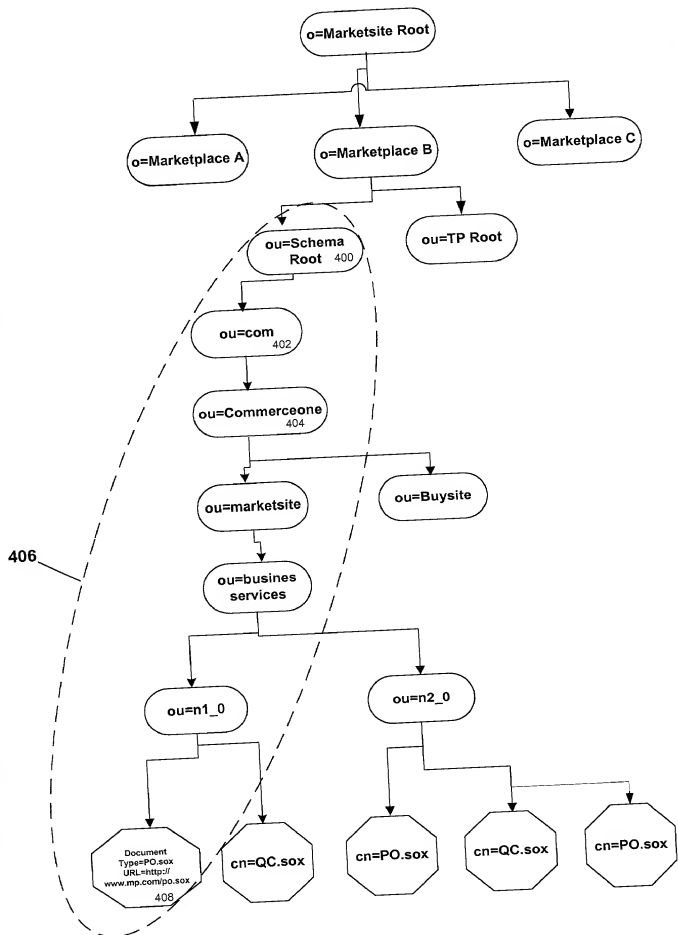 o=Marketsite Root
o=Marketplace A
o=Marketplace B
o=Marketplace C
ou=Schema
Root 400
ou=TP Root
ou=com
402
ou=Commerceone
404
ou=marketsite
ou=Buysite
406
ou=busines
services
ou=n1_0
ou=n2_0
Document
Type=PO.sox
URL=http://
www.mp.com/po.sox
408
cn=QC.sox
cn=PO.sox
cn=QC.sox
cn=PO.sox